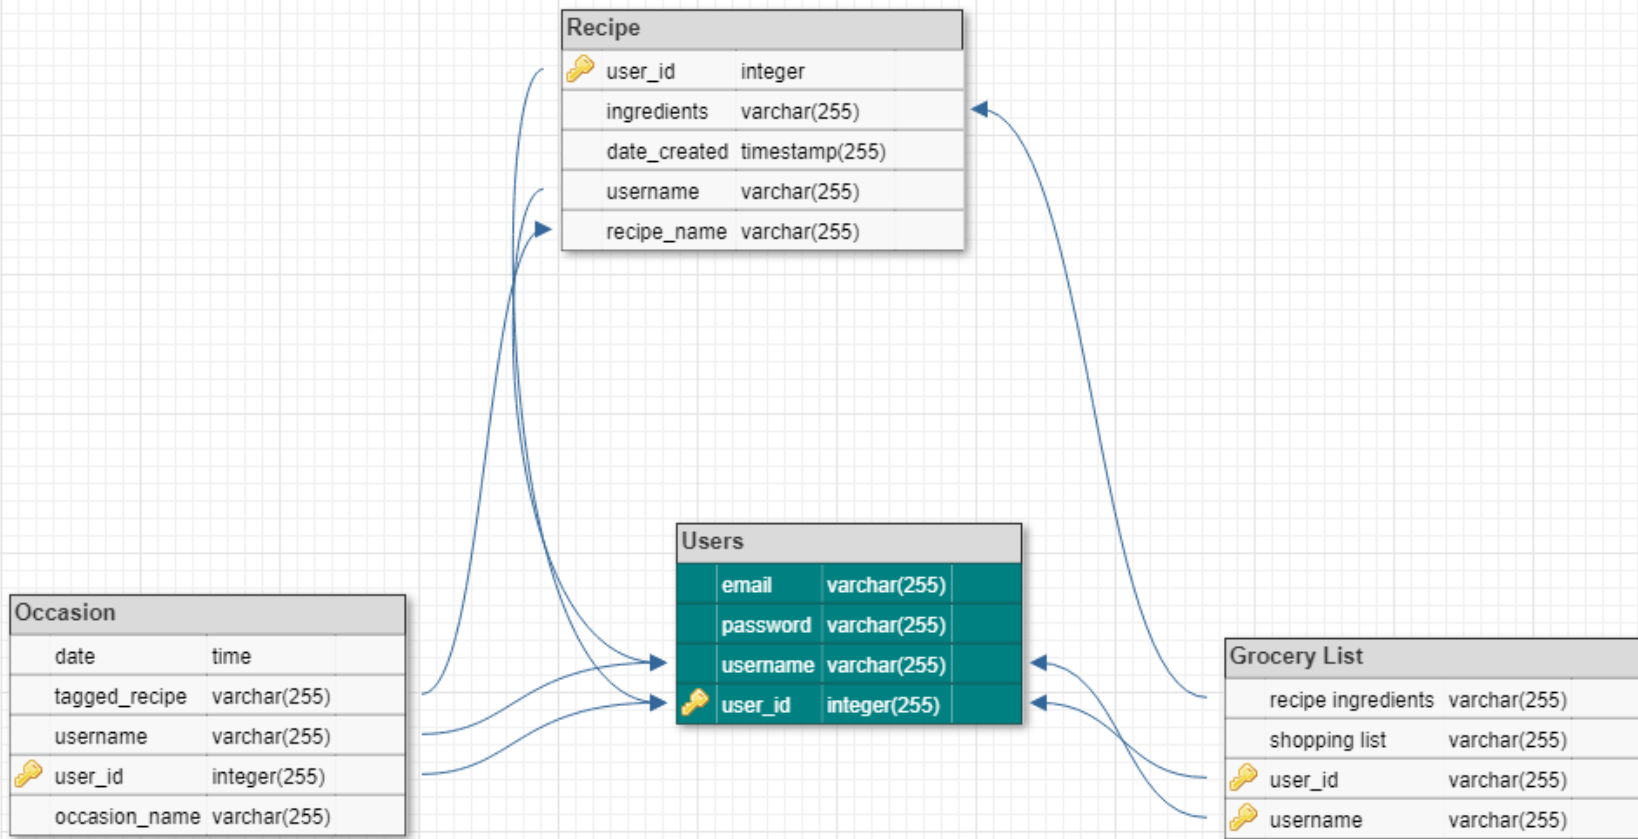 Recipe
user_id integer
ingredients varchar(255)
date_created timestamp(255)
username varchar(255)
recipe_name varchar(255)
Users
email varchar(255)
password varchar(255)
username varchar(255)
user_id integer(255)
Occasion
date time
tagged_recipe varchar(255)
username varchar(255)
user_id integer(255)
occasion_name varchar(255)
Grocery List
recipe ingredients varchar(255)
shopping list varchar(255)
user_id varchar(255)
username varchar(255)